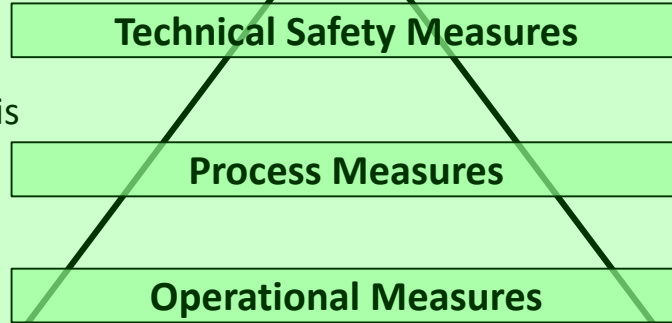 Technical Safety Measures
is
Process Measures
Operational Measures